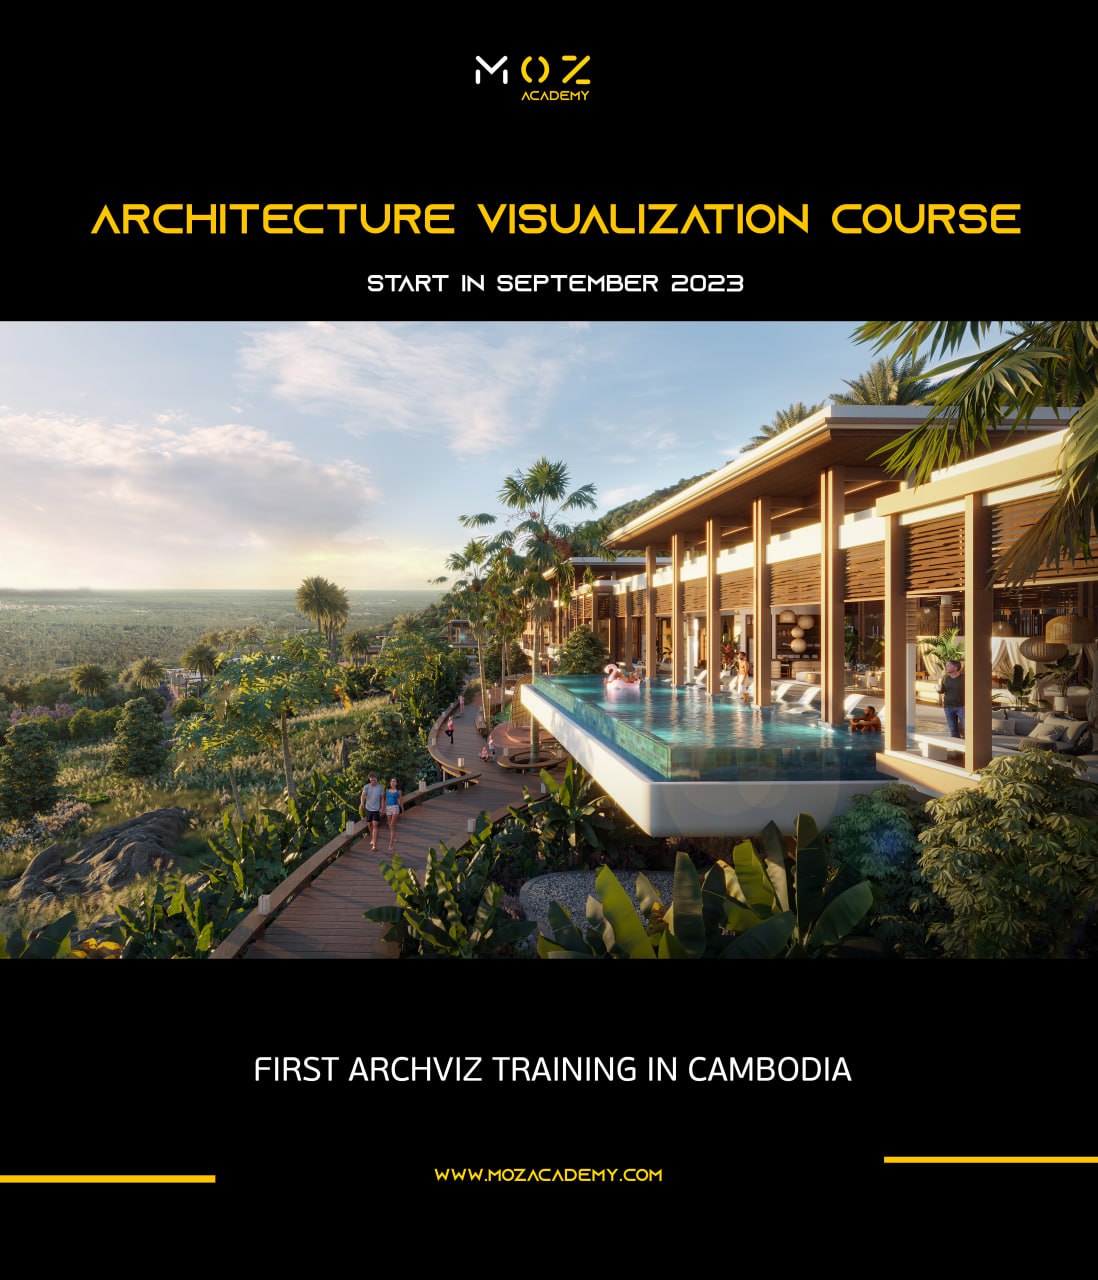 MOZ
ACADEMY
ARCHITECTURE VISUALIZATION COURSE
START IN SEPTEMBER 2023
FIRST ARCHVIZ TRAINING IN CAMBODIA
WWW.MOZACADEMY.COM